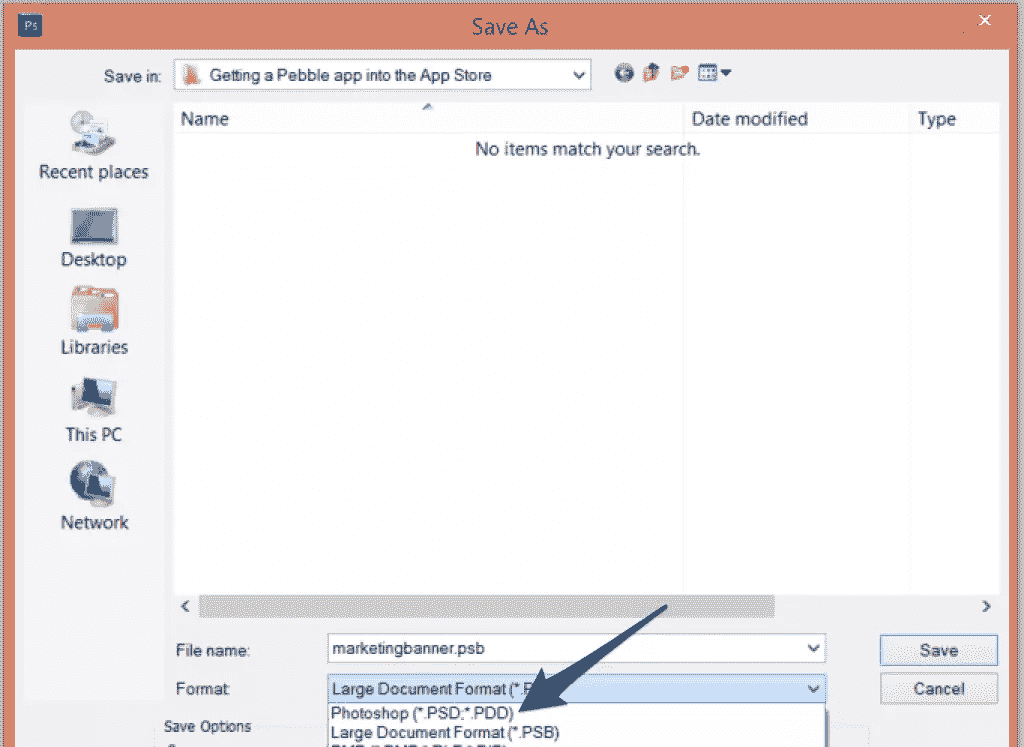 Ps
Save As
Save in: Getting a Pebble app into the App Store
Name Date modified Type
No items match your search.
Recent places
Desktop
Libraries
This PC
Network
File name: marketingbanner.psb Save
Format: Large Document Format (*.P Cancel
Photoshop (*.PSD;*.PDD)
Save Options
Large Document Format (*.PSB)